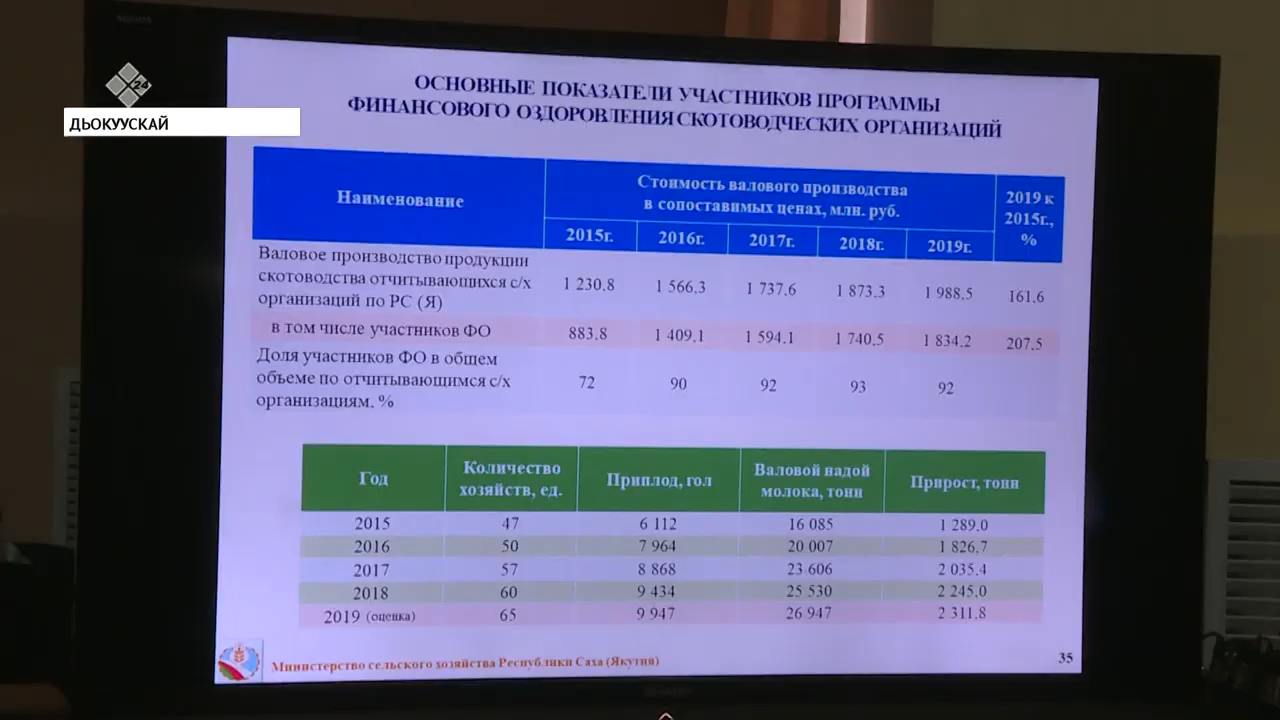 Х24
ДЬОКУУСКАЙ
ОСНОВНЫЕ ПОКАЗАТЕЛИ УЧАСТНИКОВ ПРОГРАММЫ
ФИНАНСОВОГО ОЗДОРОВЛЕНИЯ СКОТОВОДЧЕСКИХ ОРГАНИЗАЦИЙ
Наименование
Стоимость валового производства
в сопоставимых ценах, млн. руб.
2019 к
2015г.,
%
2015г. 2016г. 2017г. 2018г. 2019г.
Валовое производство продукции
скотоводства отчитывающихся с/х
организаций по РС (Я)
1 230,8 1 566,3 1 737,6 1 873,3 1 988,5 161,6
в том числе участников ФО 883,8 1 409,1 1 594,1 1 740,5 1 834,2 207,5
Доля участников ФО в общем
объеме по отчитывающимся с/х
организациям, %
72 90 92 93 92
Год
Количество
хозяйств, ед.
Приплод, гол
Валовой надой
молока, тонн
Прирост, тонн
2015 47 6 112 16 085 1 289,0
2016 50 7 964 20 007 1 826,7
2017 57 8 868 23 606 2 035,4
2018 60 9 434 25 530 2 245,0
2019 (оценка) 65 9 947 26 947 2 311,8
Министерство сельского хозяйства Республики Саха (Якутия)
35